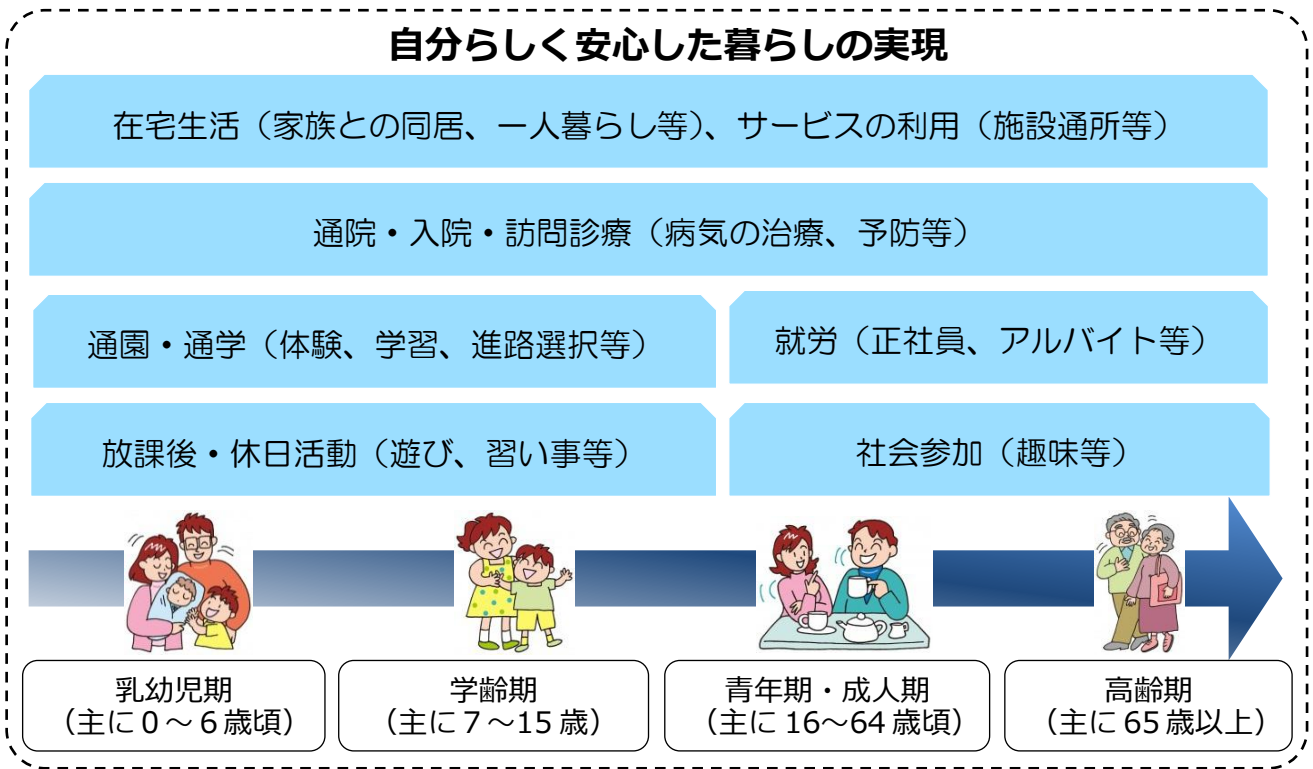 自分らしく安心した暮らしの実現
在宅生活（家族との同居、一人暮らし等）、サービスの利用（施設通所等）
通院・入院・訪問診療（病気の治療、予防等）
通園・通学（体験、学習、進路選択等）
就労（正社員、アルバイト等）
放課後・休日活動（遊び、習い事等）
社会参加（趣味等）
乳幼児期
（主に０～６歳頃）
学齢期
（主に７～15歳）
青年期・成人期
（主に16～64歳頃）
高齢期
（主に65歳以上）